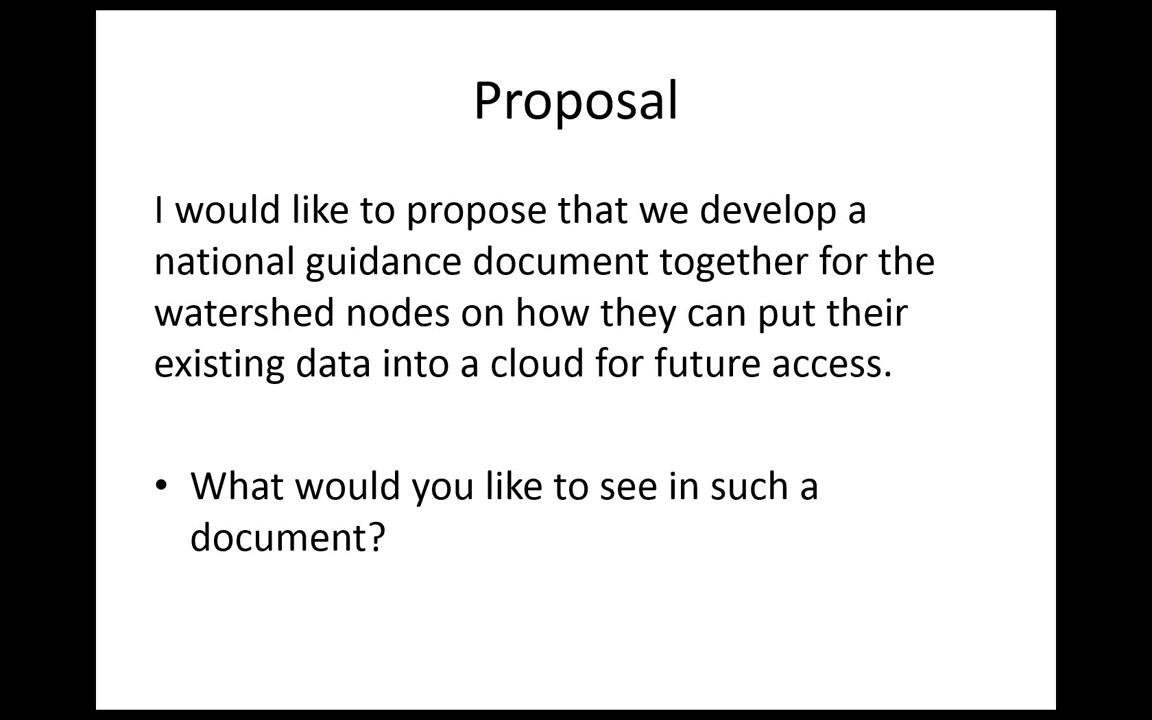 Proposal
I would like to propose that we develop a
national guidance document together for the
watershed nodes on how they can put their
existing data into a cloud for future access.
• What would you like to see in such a
document?